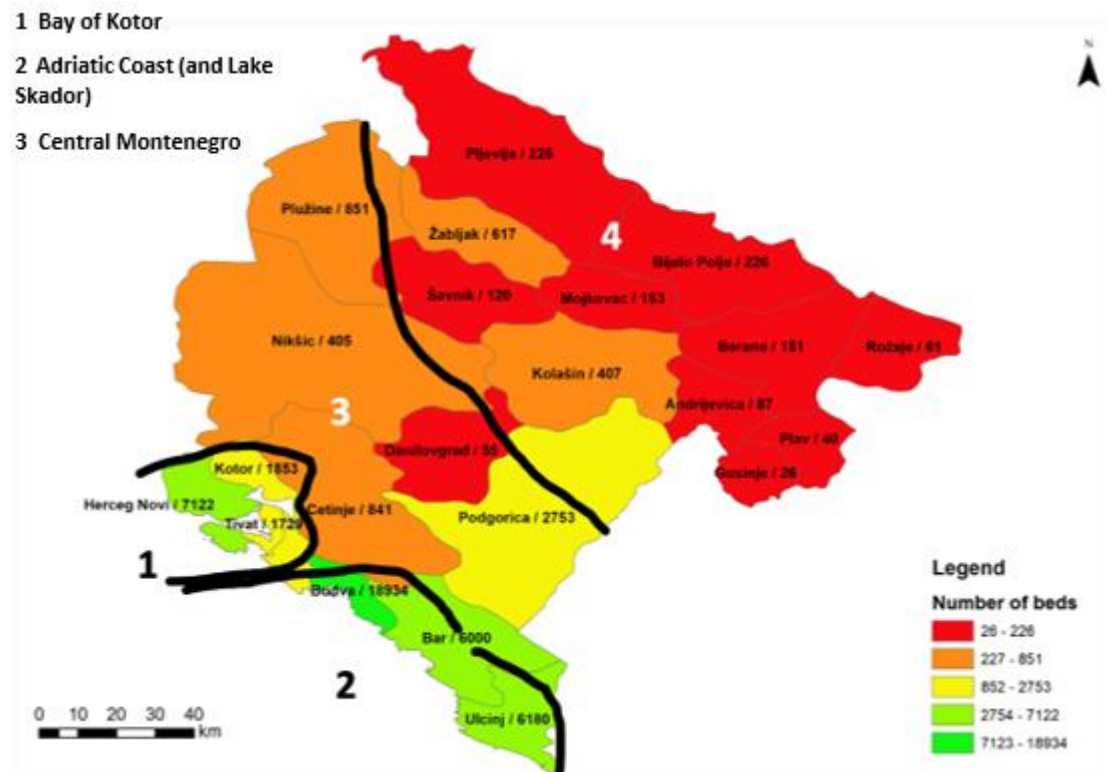 1 Bay of Kotor
2 Adriatic Coast (and Lake
Skador)
3 Central Montenegro
N
Pljevlja / 226
Plužine / 851
Žabljak / 617
4
Bijelo Polje / 226
Šavnik / 120
Mojkovac / 153
Nikšic / 405
Berane / 151
Rožaje / 61
Kolašin / 407
Andrijevica / 87
3
Danilovgrad / 55
Plav / 40
Kotor / 1853
Gusinje / 26
Herceg Novi / 7122
Cetinje / 841
Podgorica / 2753
Tivat / 1729
1
Budva / 18934
Bar / 6000
2
Ulcinj / 6180
Legend
Number of beds
26 - 226
227 - 851
852 - 2753
2754 - 7122
7123 - 18934
0 10 20 30 40
km